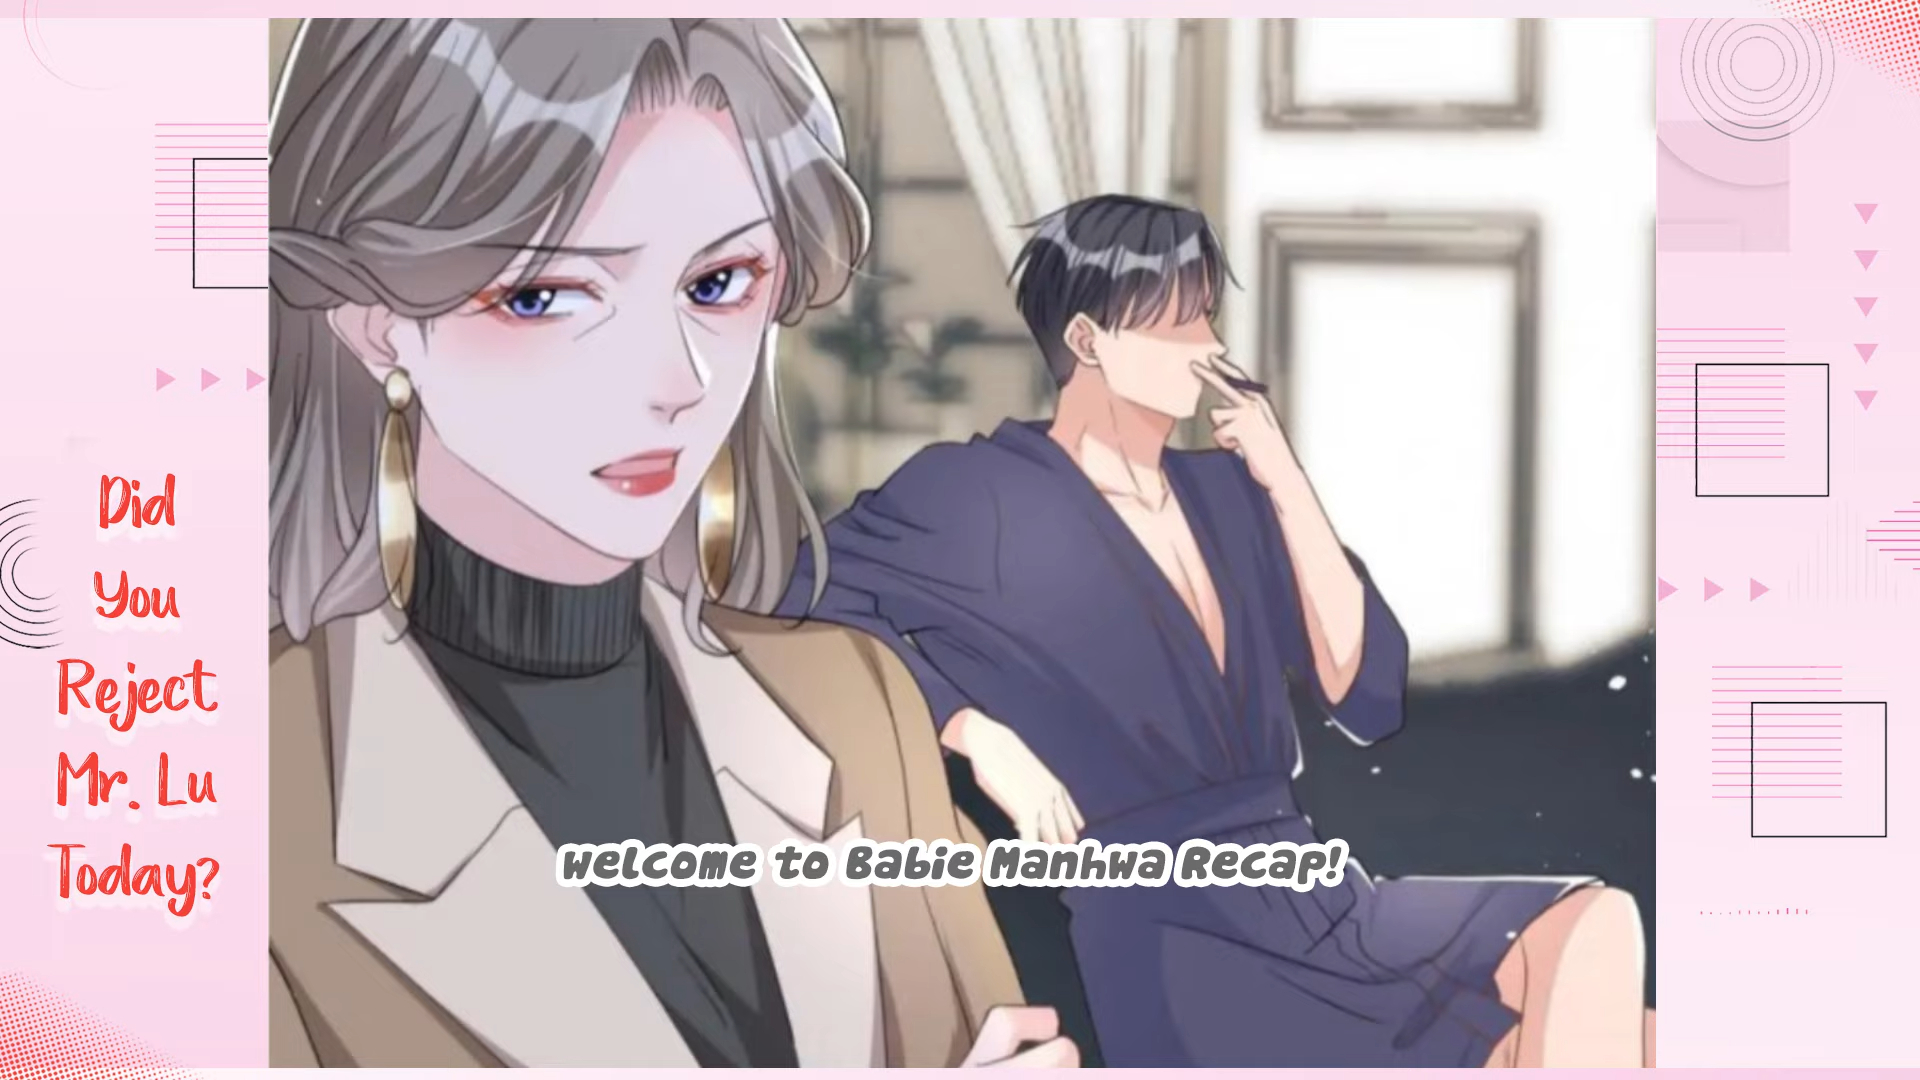 Did
You
Reject
Mr. Lu
Today?
welcome to Babie Manhwa Recap!